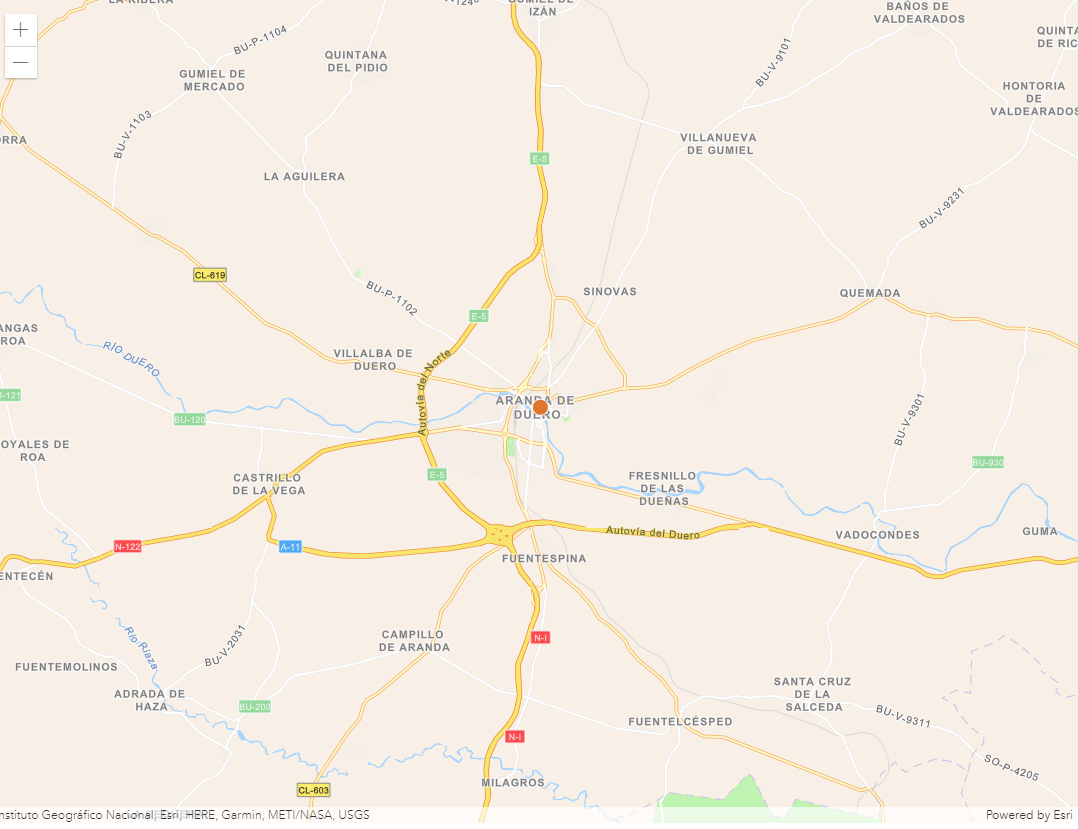 LA RIBERA
A1240
GUMIEL DE
IZÁN
BAÑOS DE
VALDEARADOS
+
BU-P-1104
QUINTANA
DEL PIDIO
BU-V-9101
QUINTA
DE RIC
−
GUMIEL DE
MERCADO
HONTORIA
DE
VALDEARADOS
BU-V-1103
ORRA
VILLANUEVA
DE GUMIEL
E-5
LA AGUILERA
BU-V-9231
CL-619
BU-P-1102
SINOVAS
QUEMADA
E-5
ANGAS
ROA
RÍO DUERO
VILLALBA DE
DUERO
Autovía del Norte
-121
ARANDA DE
DUERO
BU-120
BU-V-9301
OYALES DE
ROA
E-5
BU-930
CASTRILLO
DE LA VEGA
FRESNILLO
DE LAS
DUEÑAS
Autovía del Duero
VADOCONDES
GUMA
N-122
A-11
FUENTESPINA
ENTECÉN
Río Riaza
BU-V-2031
CAMPILLO
DE ARANDA
N-I
FUENTEMOLINOS
ADRADA DE
HAZA
BU-200
SANTA CRUZ
DE LA
SALCEDA
FUENTELCÉSPED
BU-V-9311
N-I
SO-P-4205
MILAGROS
CL-603
nstituto Geográfico Nacional, Esri, HERE, Garmin, METI/NASA, USGS
Powered by Esri